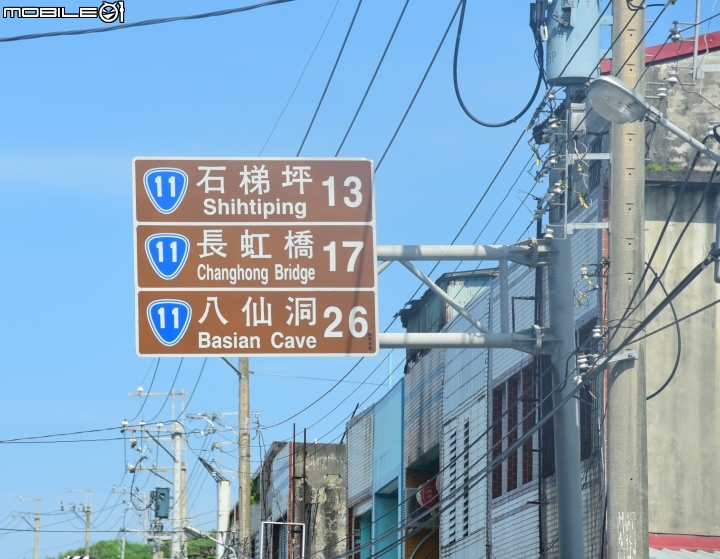 MOBILE01
11 石梯坪 13
Shihtiping
11 長虹橋 17
Changhong Bridge
11 八仙洞 26
Basian Cave